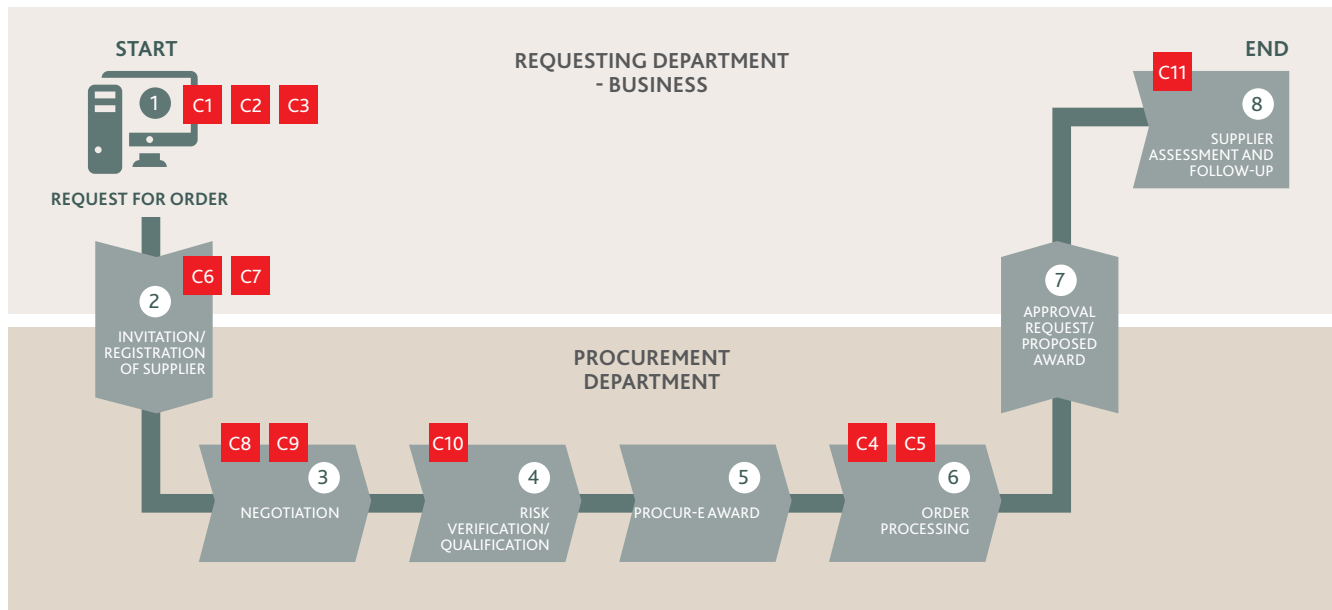 START
REQUESTING DEPARTMENT
- BUSINESS
END
1
C1 C2 C3
REQUEST FOR ORDER
C11
8
SUPPLIER
ASSESSMENT AND
FOLLOW-UP
C6 C7
2
INVITATION/
REGISTRATION
OF SUPPLIER
7
APPROVAL
REQUEST/
PROPOSED
AWARD
PROCUREMENT
DEPARTMENT
C8 C9
3
NEGOTIATION
C10
4
RISK
VERIFICATION/
QUALIFICATION
5
PROCUR-E AWARD
C4 C5
6
ORDER
PROCESSING